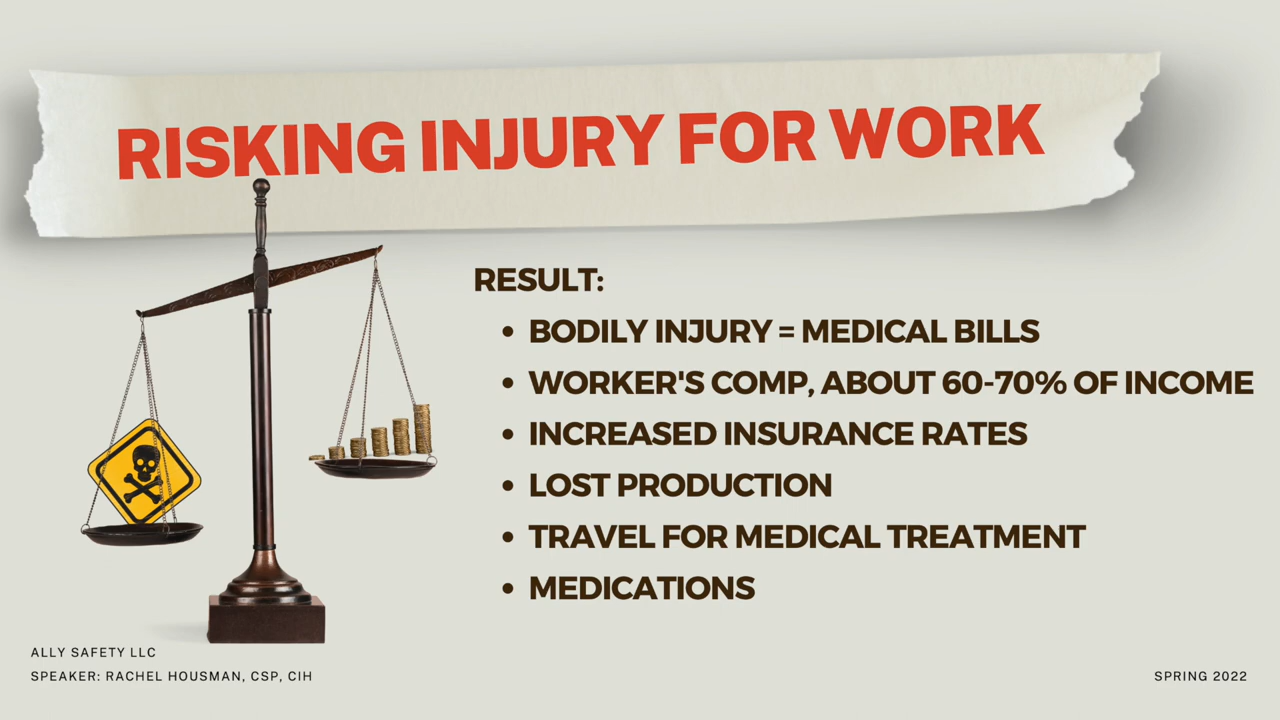 RISKING INJURY FOR WORK
RESULT:
• BODILY INJURY = MEDICAL BILLS
• WORKER'S COMP, ABOUT 60-70% OF INCOME
• INCREASED INSURANCE RATES
• LOST PRODUCTION
• TRAVEL FOR MEDICAL TREATMENT
• MEDICATIONS
ALLY SAFETY LLC
SPEAKER: RACHEL HOUSMAN, CSP, CIH
SPRING 2022